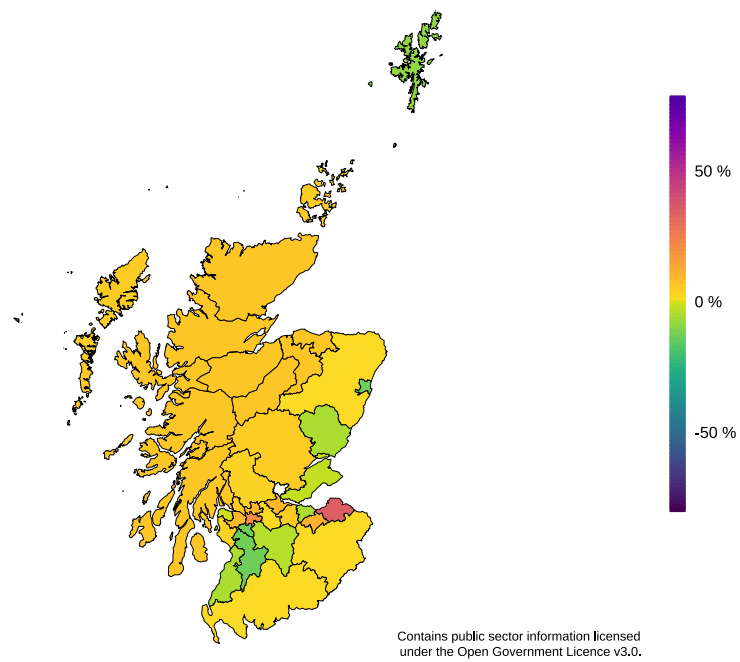 50 %
0 %
-50 %
Contains public sector information licensed
under the Open Government Licence v3.0.